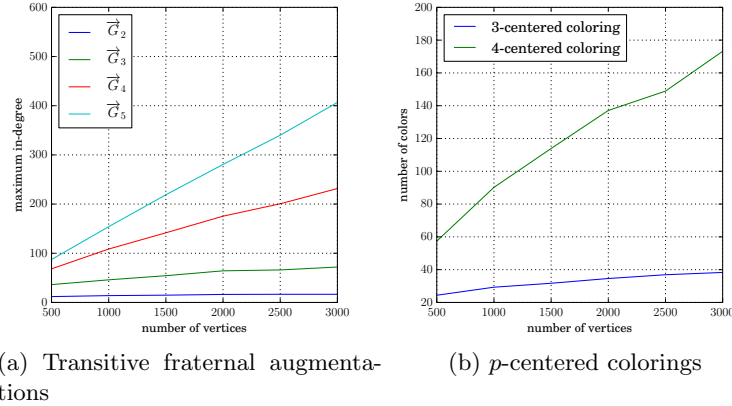 600
500
400
300
200
100
0
maximum in-degree
G⃗₂
G⃗₃
G⃗₄
G⃗₅
500 1000 1500 2000 2500 3000
number of vertices
(a) Transitive fraternal augmenta-
tions
200
180
160
140
120
100
80
60
40
20
number of colors
3-centered coloring
4-centered coloring
500 1000 1500 2000 2500 3000
number of vertices
(b) p-centered colorings